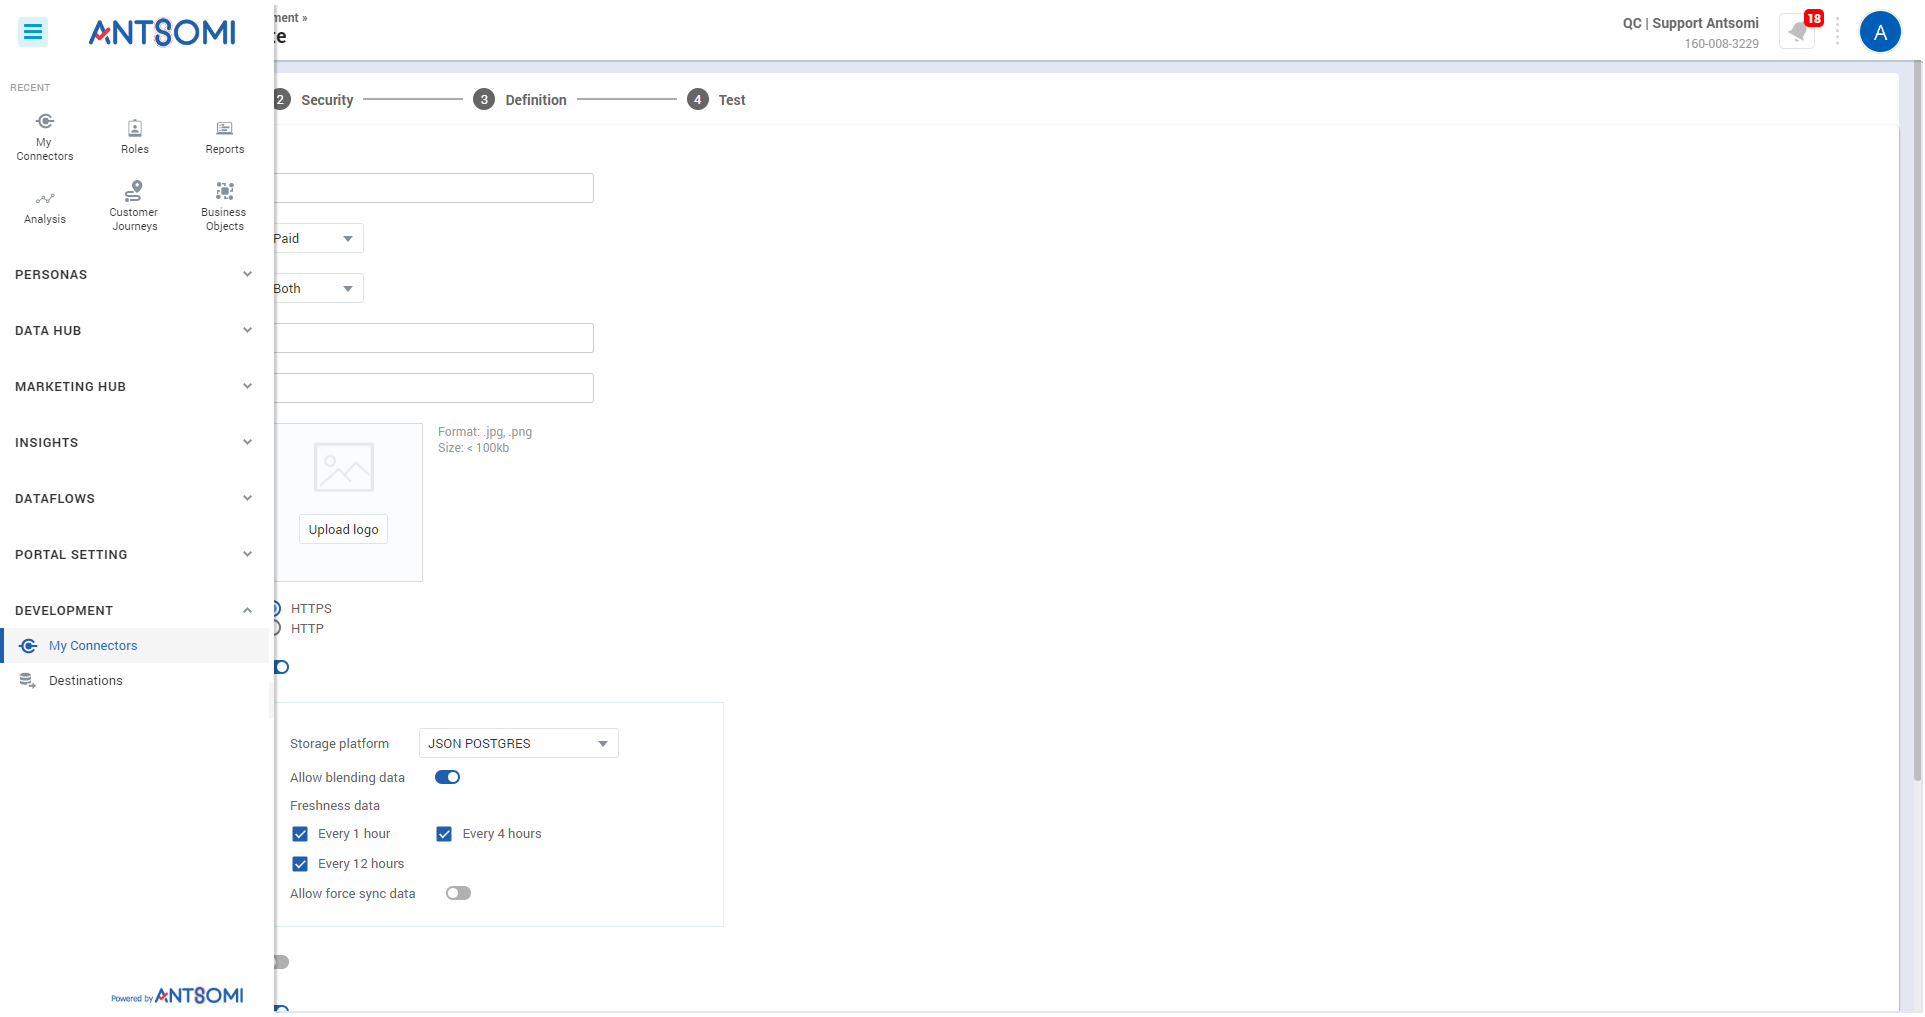 ANTSOMI
ment »
te
QC | Support Antsomi
160-008-3229
18
A
RECENT
My
Connectors
Roles
Reports
Analysis
Customer
Journeys
Business
Objects
PERSONAS
DATA HUB
MARKETING HUB
INSIGHTS
DATAFLOWS
PORTAL SETTING
DEVELOPMENT
My Connectors
Destinations
Powered by ANTSOMI
2 Security
3 Definition
4 Test
Paid
Both
Format: .jpg, .png
Size: < 100kb
Upload logo
HTTPS
HTTP
Storage platform JSON POSTGRES
Allow blending data
Freshness data
Every 1 hour Every 4 hours
Every 12 hours
Allow force sync data